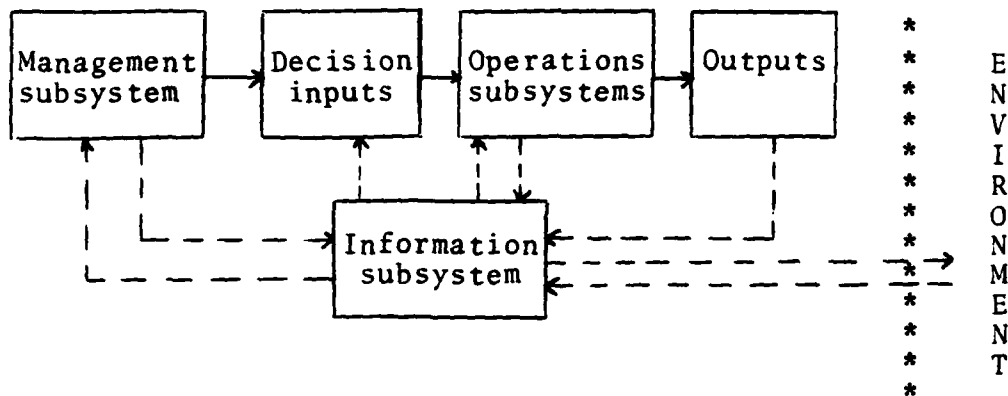 Management
subsystem
Decision
inputs
Operations
subsystems
Outputs
Information
subsystem
*
*
*
*
*
*
*
*
*
*
*
*
*
E
N
V
I
R
O
N
M
E
N
T